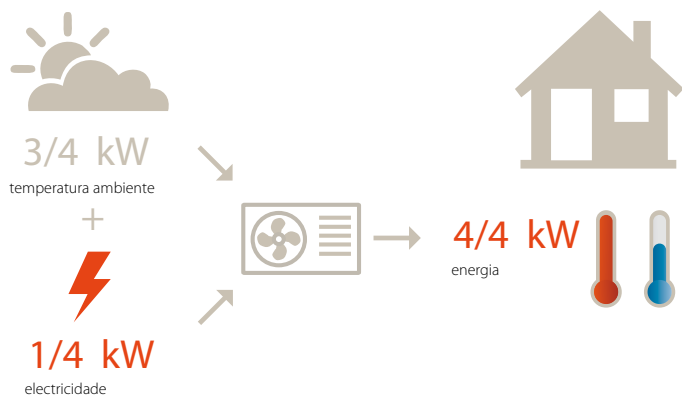 3/4 kW
temperatura ambiente
+
1/4 kW
electricidade
4/4 kW
energia